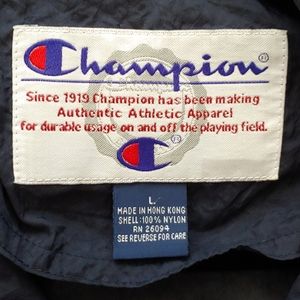 Champion
Since 1919 Champion has been making
Authentic Athletic Apparel
for durable usage on and off the playing field.
L
MADE IN HONG KONG
SHELL: 100% NYLON
RN 26094
SEE REVERSE FOR CARE